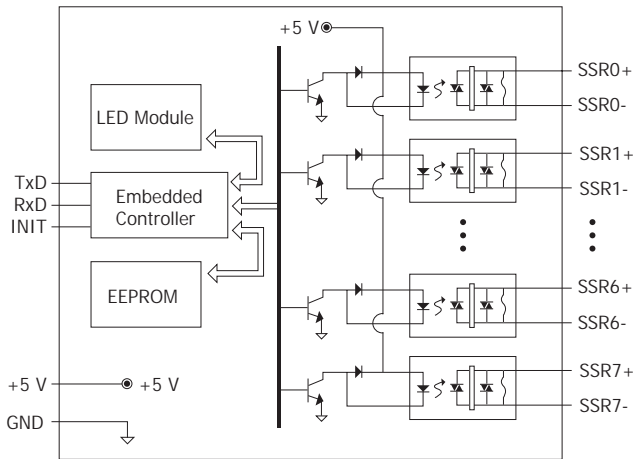 +5 V
SSR0+
LED Module
SSR0-
SSR1+
TxD
RxD
INIT
Embedded
Controller
SSR1-
EEPROM
SSR6+
SSR6-
+5 V
+5 V
SSR7+
GND
SSR7-